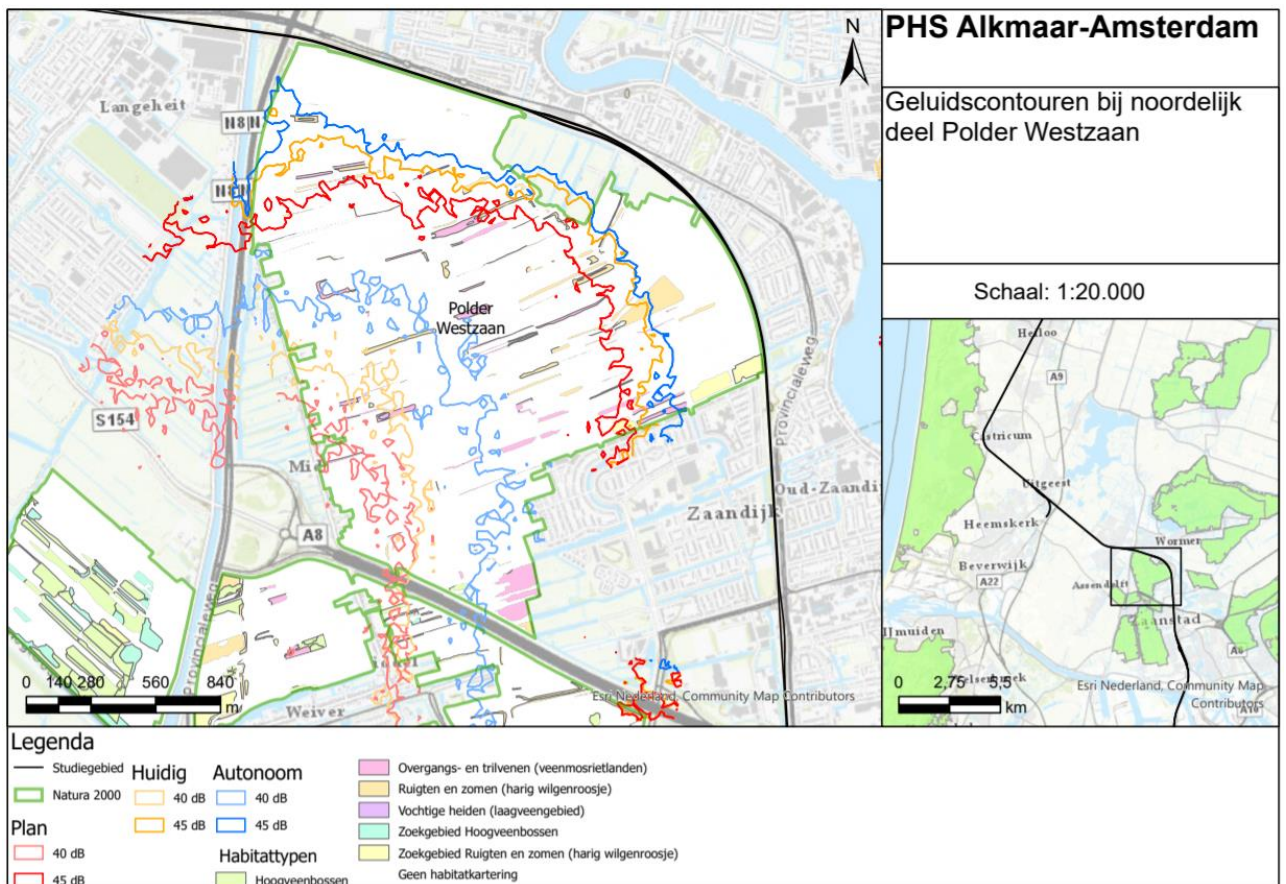 PHS Alkmaar-Amsterdam
Geluidscontouren bij noordelijk
deel Polder Westzaan
Schaal: 1:20.000
N
Langeheit
N8
N8
S154
A8
Polder
Westzaan
Zaandijk
Provincialeweg
Provincialeweg
Weiver
0 140 280 560 840
m
Esri Nederland, Community Map Contributors
Heiloo
A9
Castricum
Uitgeest
Heemskerk
Wormer
Beverwijk
A22
Assendelft
Zaanstad
IJmuiden
A8
0 2,75 5,5
km
Esri Nederland, Community Map
Contributors
A10
Legenda
Studiegebied
Natura 2000
Plan
40 dB
45 dB
Huidig
40 dB
45 dB
Autonoom
40 dB
45 dB
Habitattypen
Hoogveenbossen
Overgangs- en trilvenen (veenmosrietlanden)
Ruigten en zomen (harig wilgenroosje)
Vochtige heiden (laagveengebied)
Zoekgebied Hoogveenbossen
Zoekgebied Ruigten en zomen (harig wilgenroosje)
Geen habitatkartering